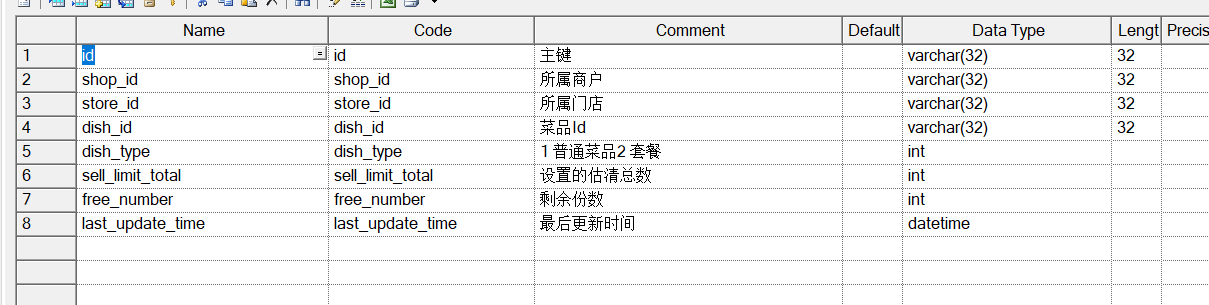 Name Code Comment Default Data Type Lengt Precis
1 id id 主键 varchar(32) 32
2 shop_id shop_id 所属商户 varchar(32) 32
3 store_id store_id 所属门店 varchar(32) 32
4 dish_id dish_id 菜品Id varchar(32) 32
5 dish_type dish_type 1 普通菜品2 套餐 int
6 sell_limit_total sell_limit_total 设置的估清总数 int
7 free_number free_number 剩余份数 int
8 last_update_time last_update_time 最后更新时间 datetime